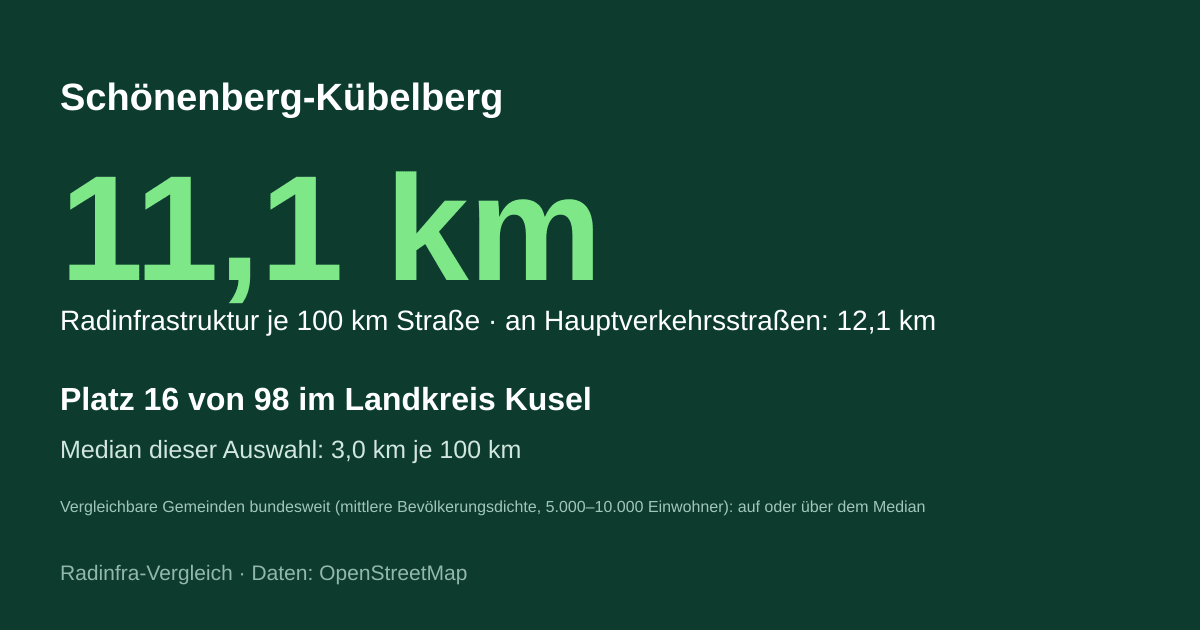 Schönenberg-Kübelberg
11,1 km
Radinfrastruktur je 100 km Straße · an Hauptverkehrsstraßen: 12,1 km
Platz 16 von 98 im Landkreis Kusel
Median dieser Auswahl: 3,0 km je 100 km
Vergleichbare Gemeinden bundesweit (mittlere Bevölkerungsdichte, 5.000–10.000 Einwohner): auf oder über dem Median
Radinfra-Vergleich · Daten: OpenStreetMap